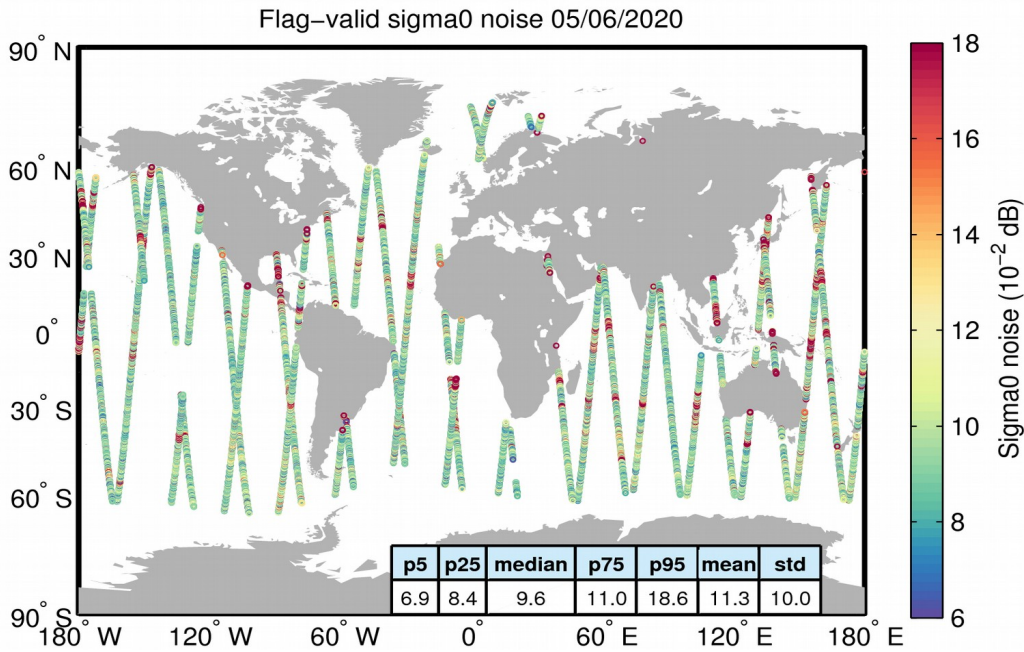 Flag−valid sigma0 noise 05/06/2020
90° N
60° N
30° N
0°
30° S
60° S
90° S
180° W
120° W
60° W
0°
60° E
120° E
180° E
p5 p25 median p75 p95 mean std
6.9 8.4 9.6 11.0 18.6 11.3 10.0
18
16
14
12
10
8
6
Sigma0 noise (10⁻² dB)